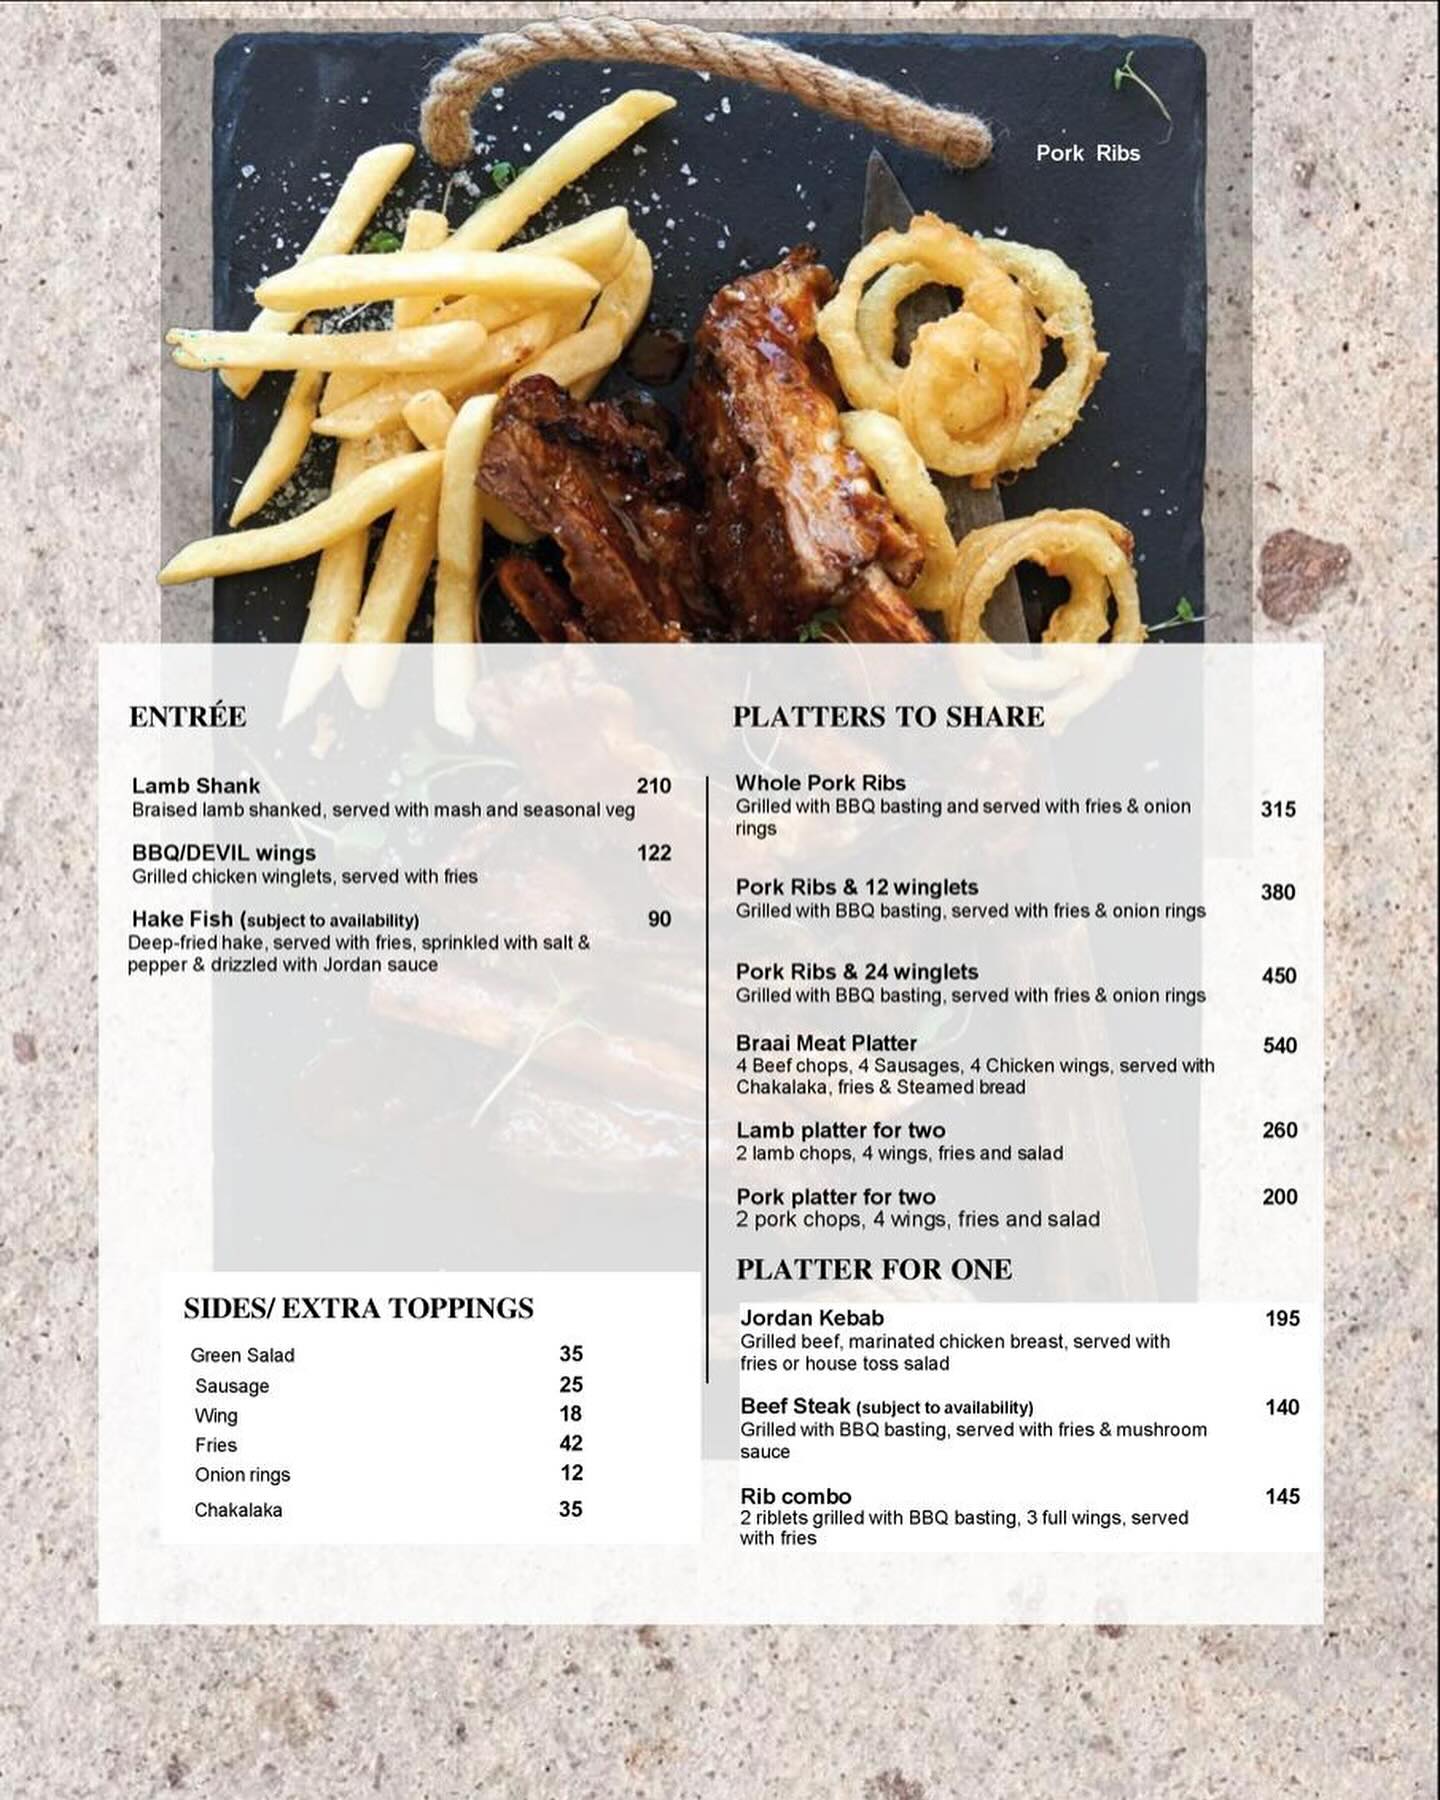 Pork Ribs
ENTRÉE
Lamb Shank 210
Braised lamb shanked, served with mash and seasonal veg
BBQ/DEVIL wings 122
Grilled chicken winglets, served with fries
Hake Fish (subject to availability) 90
Deep-fried hake, served with fries, sprinkled with salt &
pepper & drizzled with Jordan sauce
SIDES/ EXTRA TOPPINGS
Green Salad 35
Sausage 25
Wing 18
Fries 42
Onion rings 12
Chakalaka 35
PLATTERS TO SHARE
Whole Pork Ribs
Grilled with BBQ basting and served with fries & onion 315
rings
Pork Ribs & 12 winglets 380
Grilled with BBQ basting, served with fries & onion rings
Pork Ribs & 24 winglets 450
Grilled with BBQ basting, served with fries & onion rings
Braai Meat Platter 540
4 Beef chops, 4 Sausages, 4 Chicken wings, served with
Chakalaka, fries & Steamed bread
Lamb platter for two 260
2 lamb chops, 4 wings, fries and salad
Pork platter for two 200
2 pork chops, 4 wings, fries and salad
PLATTER FOR ONE
Jordan Kebab 195
Grilled beef, marinated chicken breast, served with
fries or house toss salad
Beef Steak (subject to availability) 140
Grilled with BBQ basting, served with fries & mushroom
sauce
Rib combo 145
2 riblets grilled with BBQ basting, 3 full wings, served
with fries